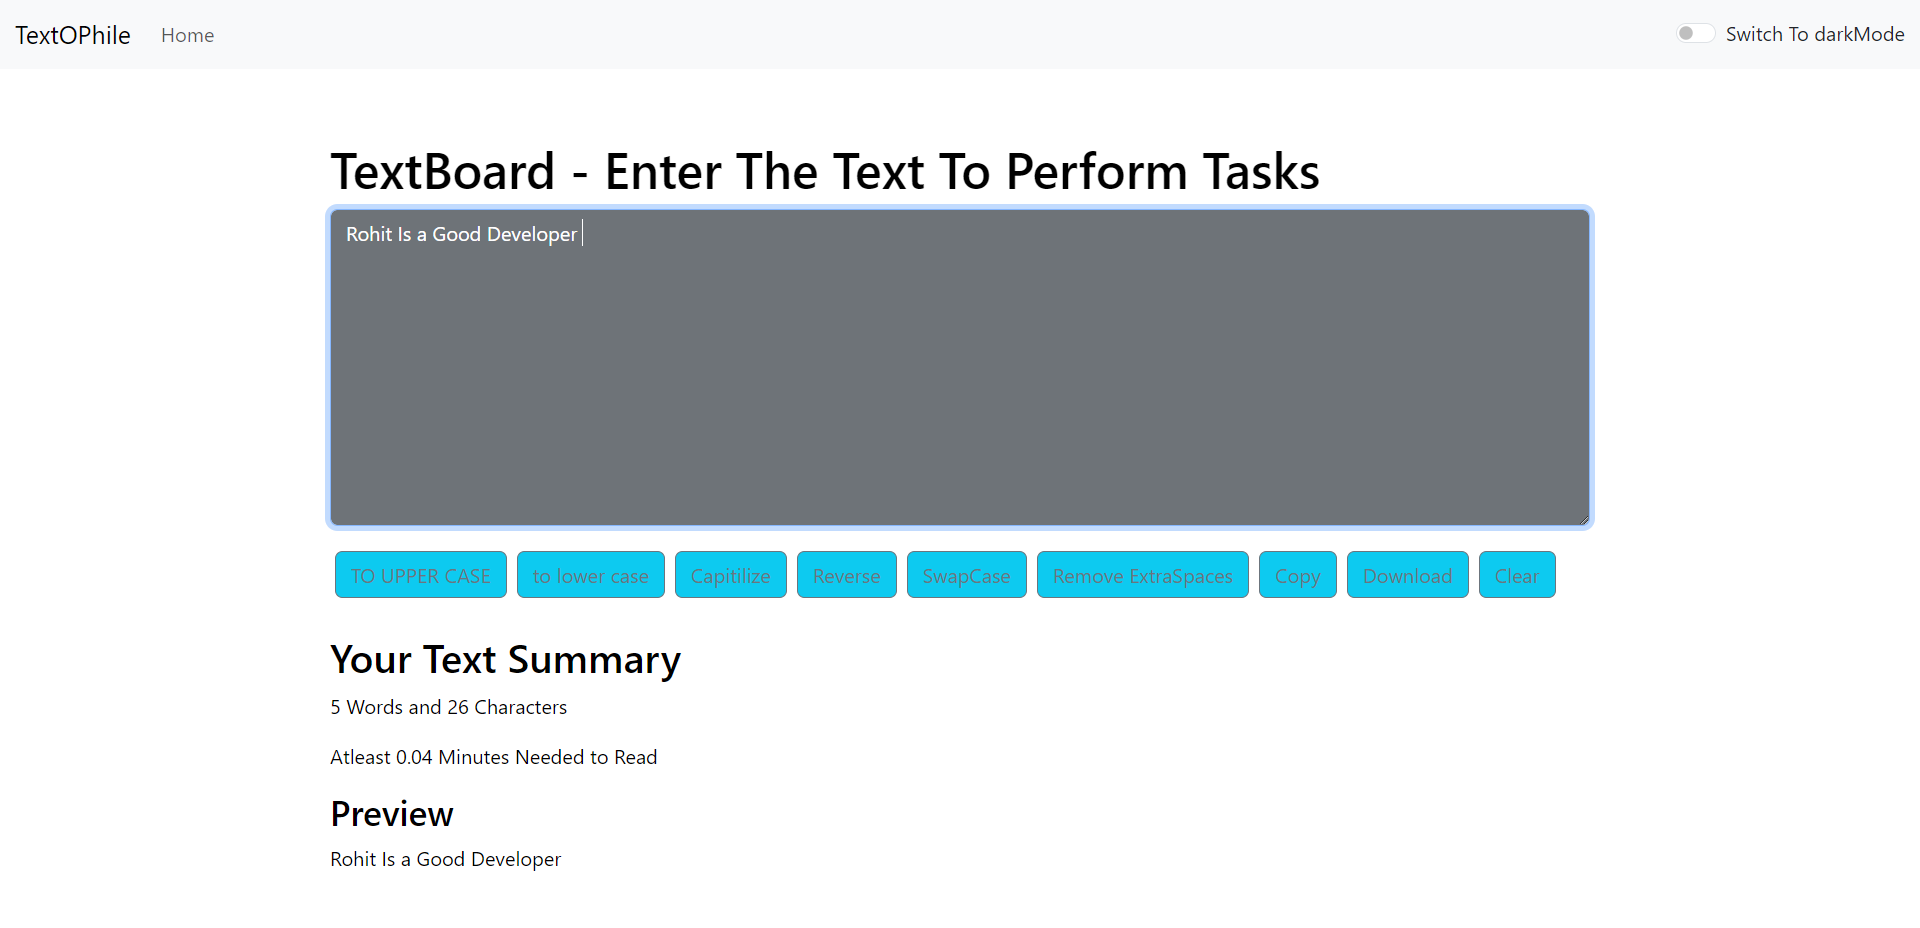 TextOPhile Home Switch To darkMode
TextBoard - Enter The Text To Perform Tasks
Rohit Is a Good Developer
TO UPPER CASE to lower case Capitilize Reverse SwapCase Remove ExtraSpaces Copy Download Clear
Your Text Summary
5 Words and 26 Characters
Atleast 0.04 Minutes Needed to Read
Preview
Rohit Is a Good Developer